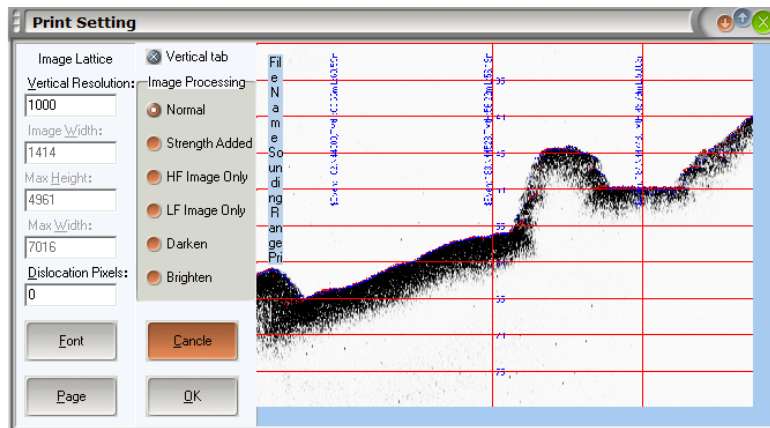 Print Setting
Image Lattice
Vertical Resolution:
1000
Image Width:
1414
Max Height:
4961
Max Width:
7016
Dislocation Pixels:
0
Font
Page
Vertical tab
Image Processing
Normal
Strength Added
HF Image Only
LF Image Only
Darken
Brighten
Cancle
OK
Fil
e
N
a
m
e
So
un
di
ng
R
an
ge
Pri